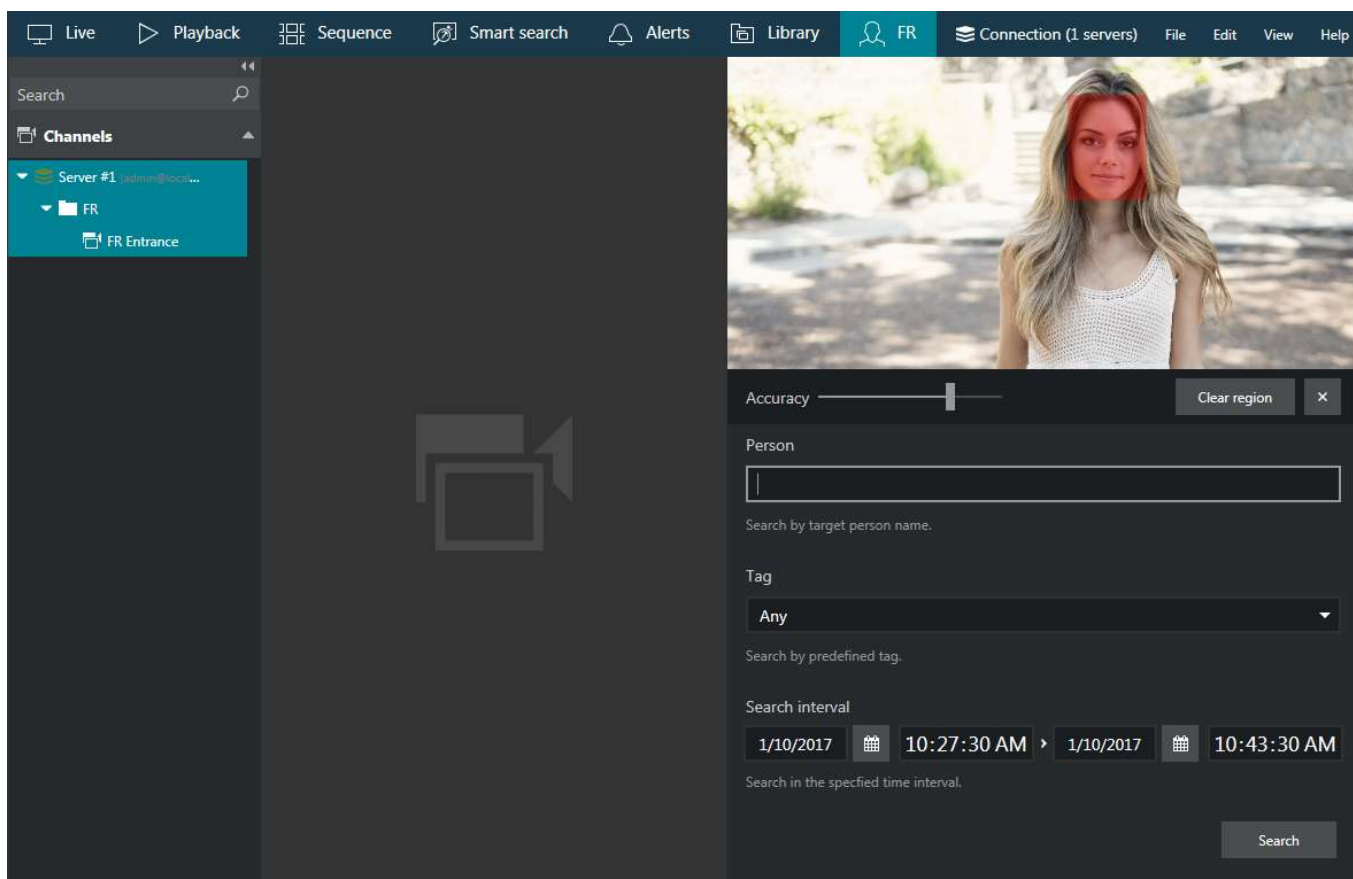 Live Playback Sequence Smart search Alerts Library FR Connection (1 servers) File Edit View Help
Search
Channels
Server #1 (admin@local...
FR
FR Entrance
Accuracy Clear region
Person
Search by target person name.
Tag
Any
Search by predefined tag.
Search interval
1/10/2017 10:27:30 AM 1/10/2017 10:43:30 AM
Search in the specfied time interval.
Search